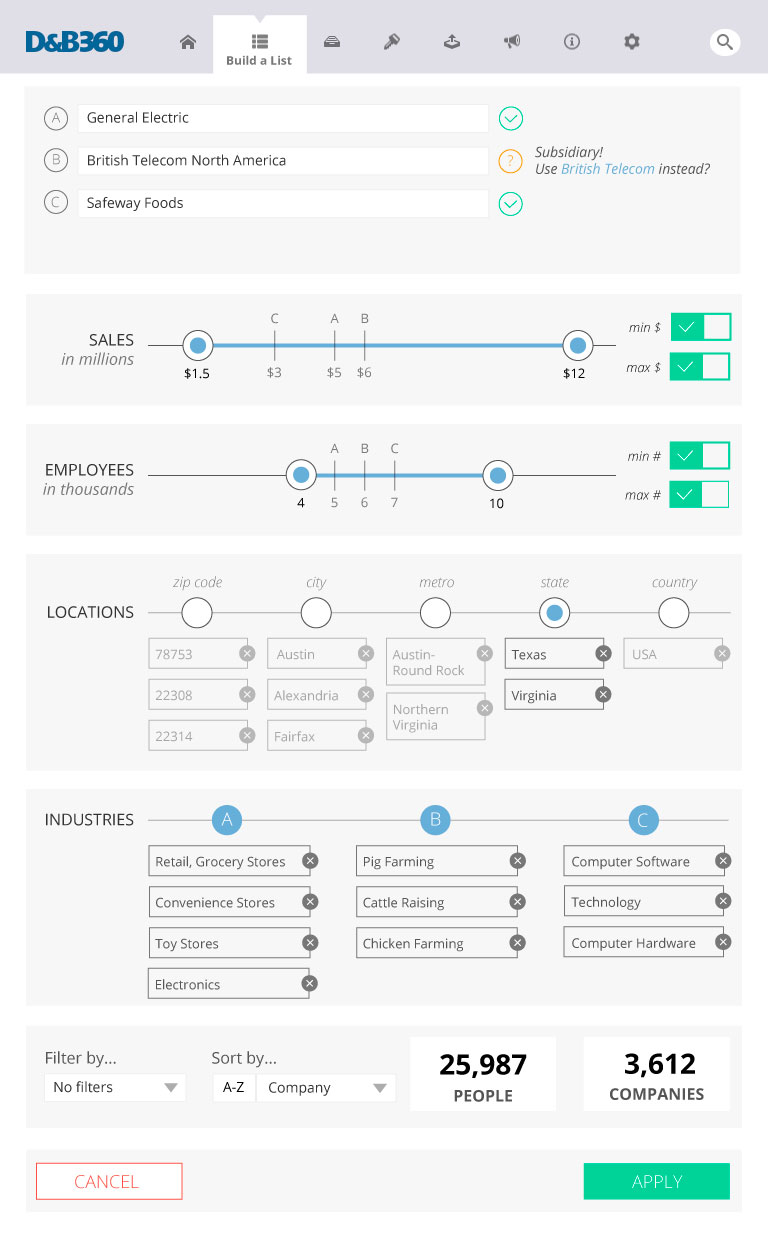 D&B360
Build a List
A General Electric
B British Telecom North America ? Subsidiary!
Use British Telecom instead?
C Safeway Foods
C A B
min $
SALES
in millions
max $
$1.5 $3 $5 $6 $12
A B C
min #
EMPLOYEES
in thousands
max #
4 5 6 7 10
zip code city metro state country
LOCATIONS
78753 Austin Austin-
Round Rock Texas USA
22308 Alexandria Northern
Virginia Virginia
22314 Fairfax
INDUSTRIES A B C
Retail, Grocery Stores Pig Farming Computer Software
Convenience Stores Cattle Raising Technology
Toy Stores Chicken Farming Computer Hardware
Electronics
Filter by... Sort by...
No filters A-Z Company
25,987
PEOPLE
3,612
COMPANIES
CANCEL APPLY